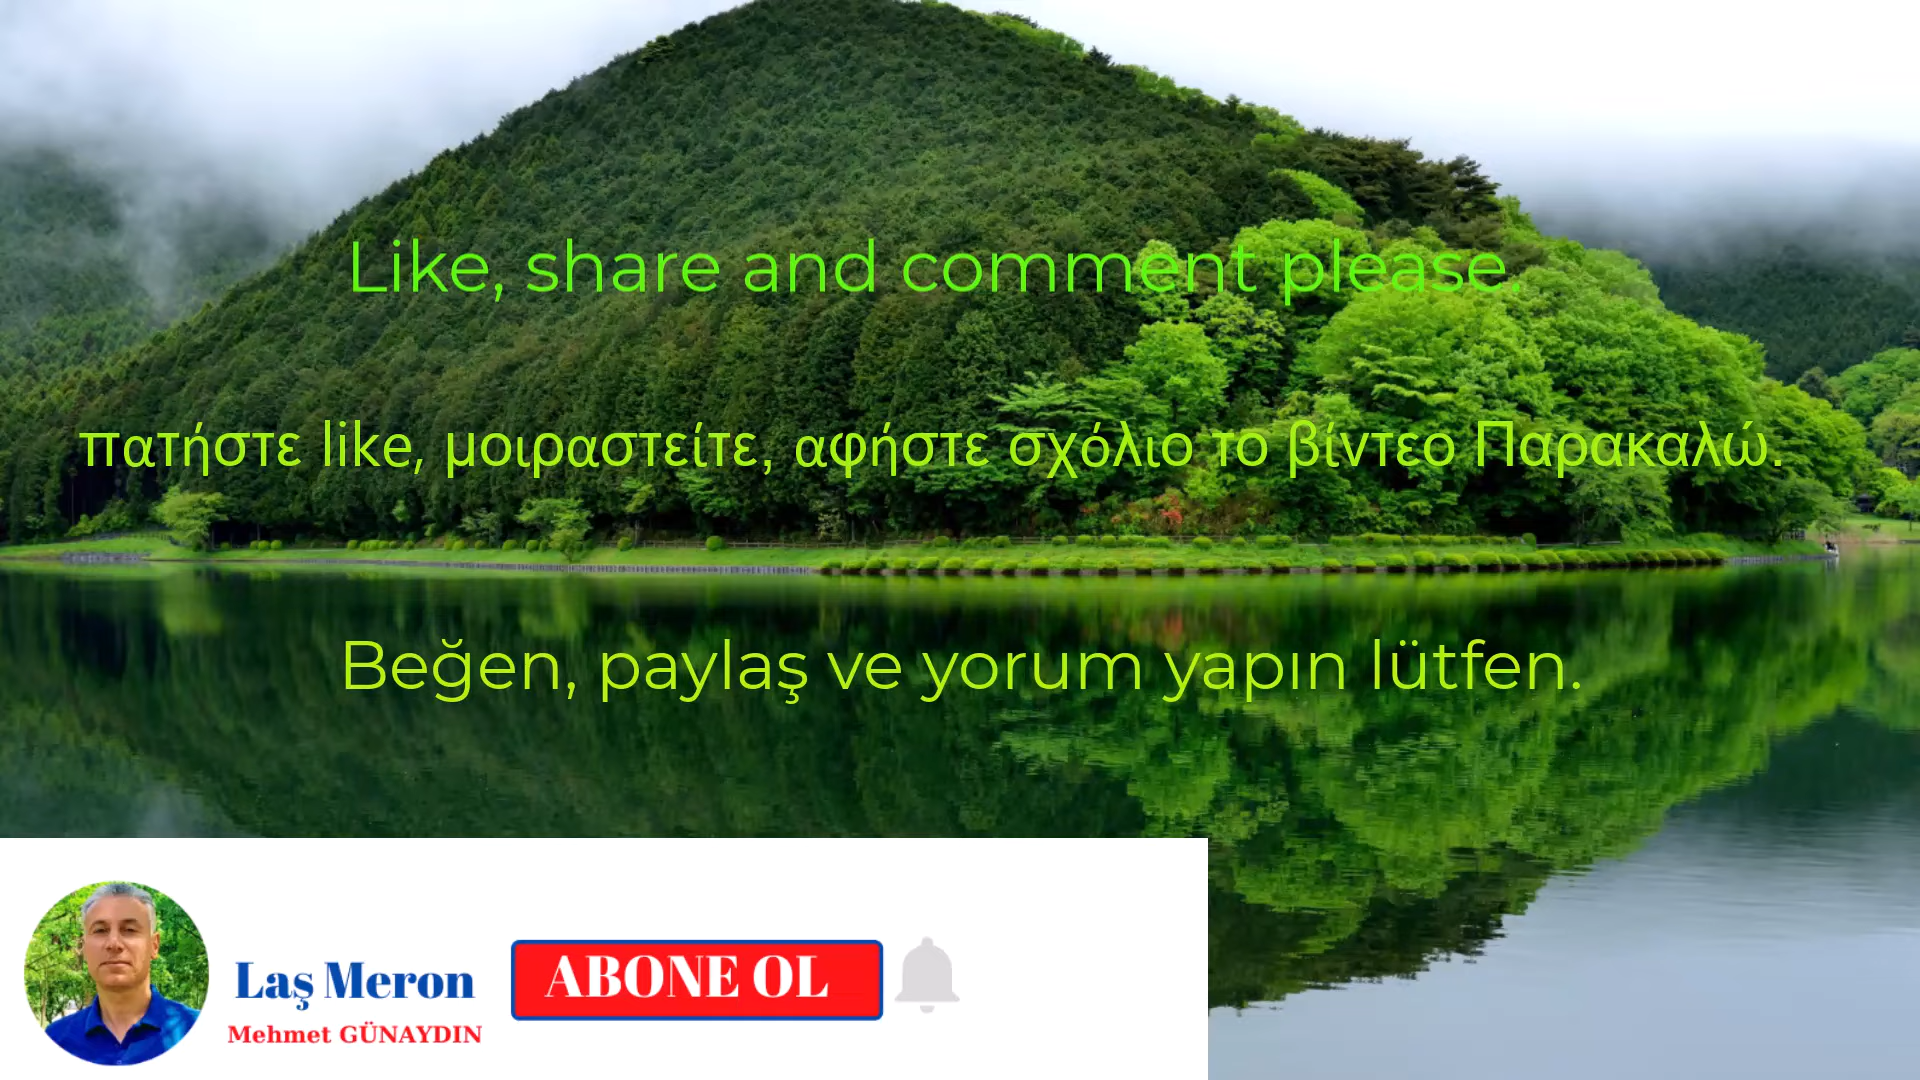 Like, share and comment please.
πατήστε like, μοιραστείτε, αφήστε σχόλιο το βίντεο Παρακαλώ.
Beğen, paylaş ve yorum yapın lütfen.
Laş Meron
Mehmet GÜNAYDIN
ABONE OL